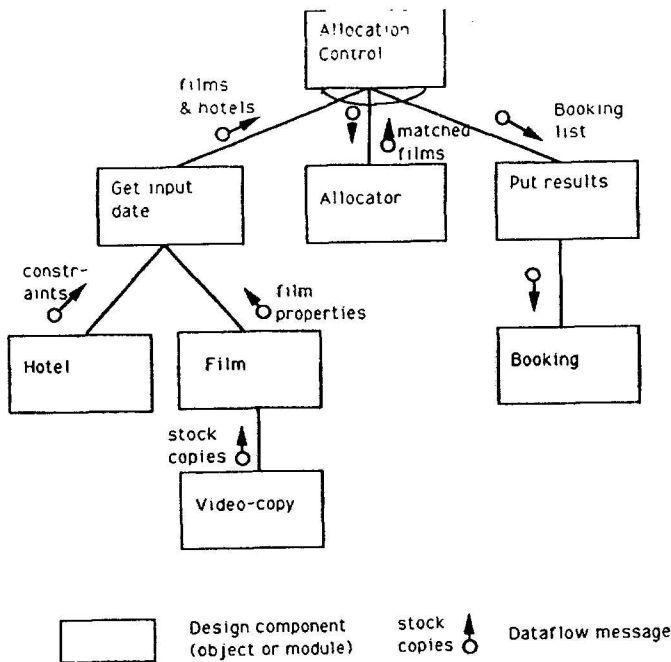 Allocation
Control
films
& hotels
Booking
list
matched
films
Get input
date
Allocator
Put results
constr-
aints
film
properties
Hotel
Film
Booking
stock
copies
Video-copy
Design component
(object or module)
stock
copies
Dataflow message